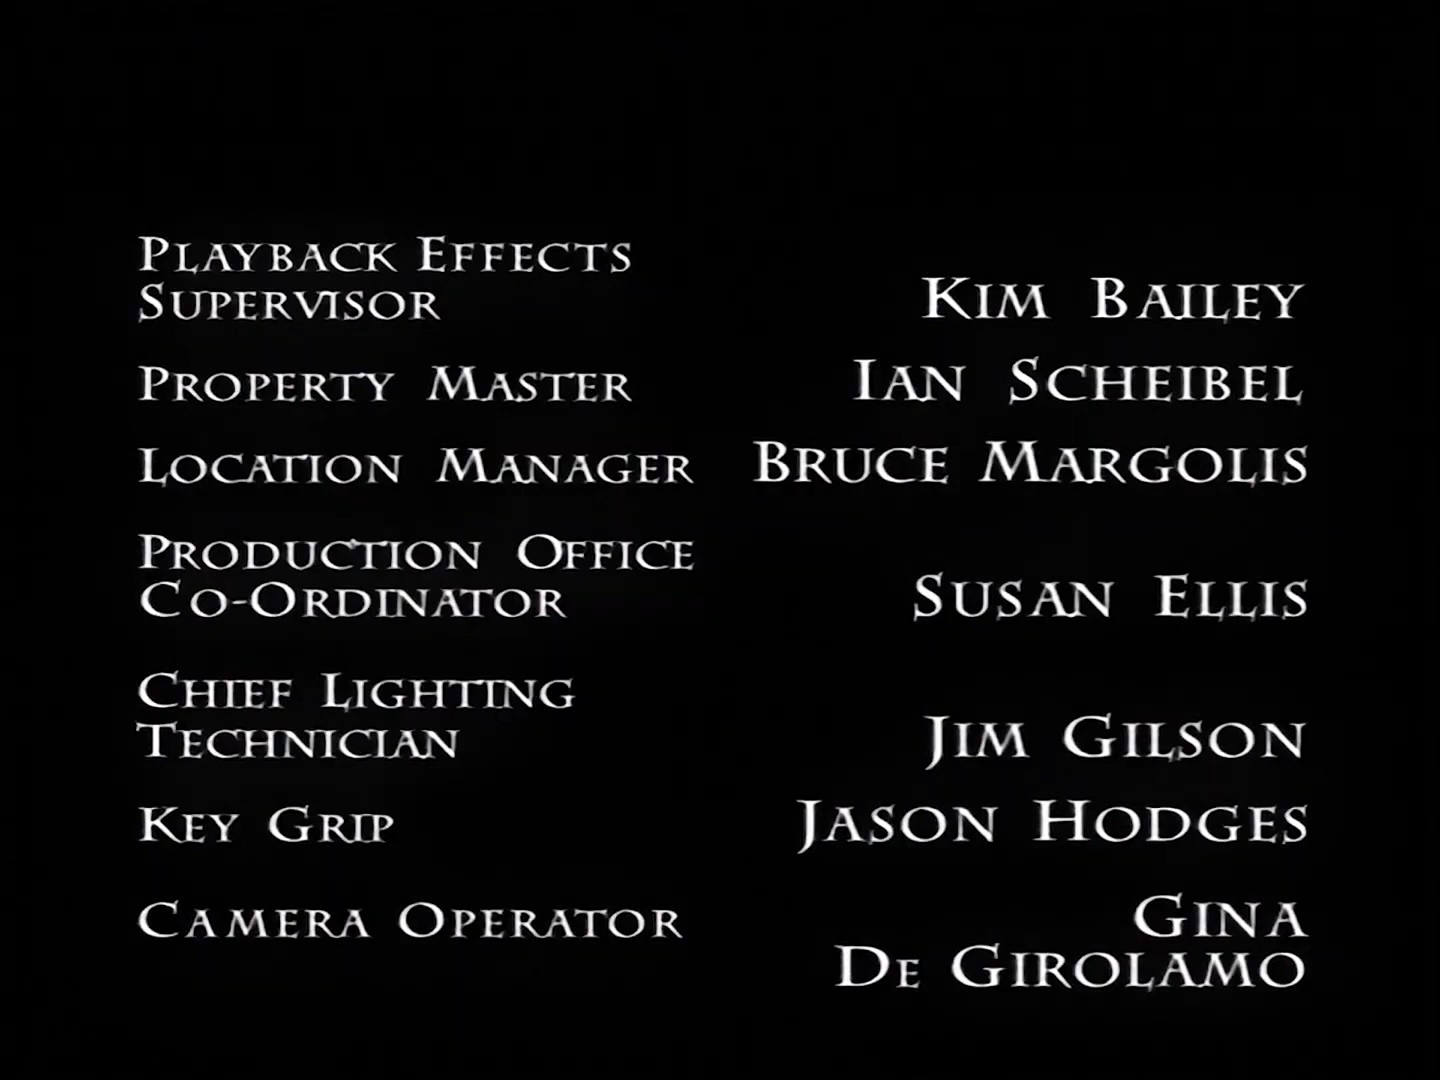 Playback Effects
Supervisor
Kim Bailey
Property Master
Ian Scheibel
Location Manager
Bruce Margolis
Production Office
Co-Ordinator
Susan Ellis
Chief Lighting
Technician
Jim Gilson
Key Grip
Jason Hodges
Camera Operator
Gina
De Girolamo